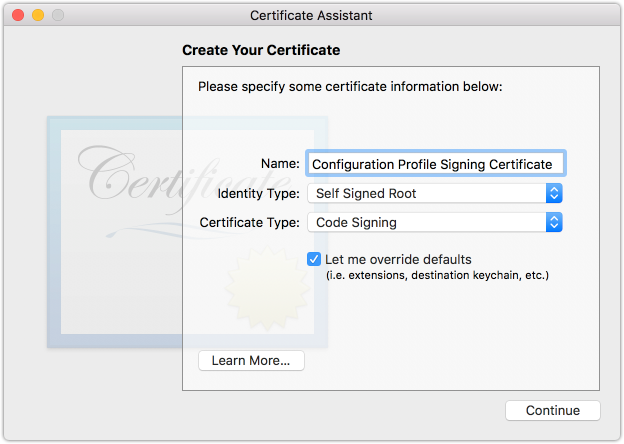 Certificate Assistant
Create Your Certificate
Please specify some certificate information below:
Certificate
Name: Configuration Profile Signing Certificate
Identity Type: Self Signed Root
Certificate Type: Code Signing
Let me override defaults
(i.e. extensions, destination keychain, etc.)
Learn More...
Continue